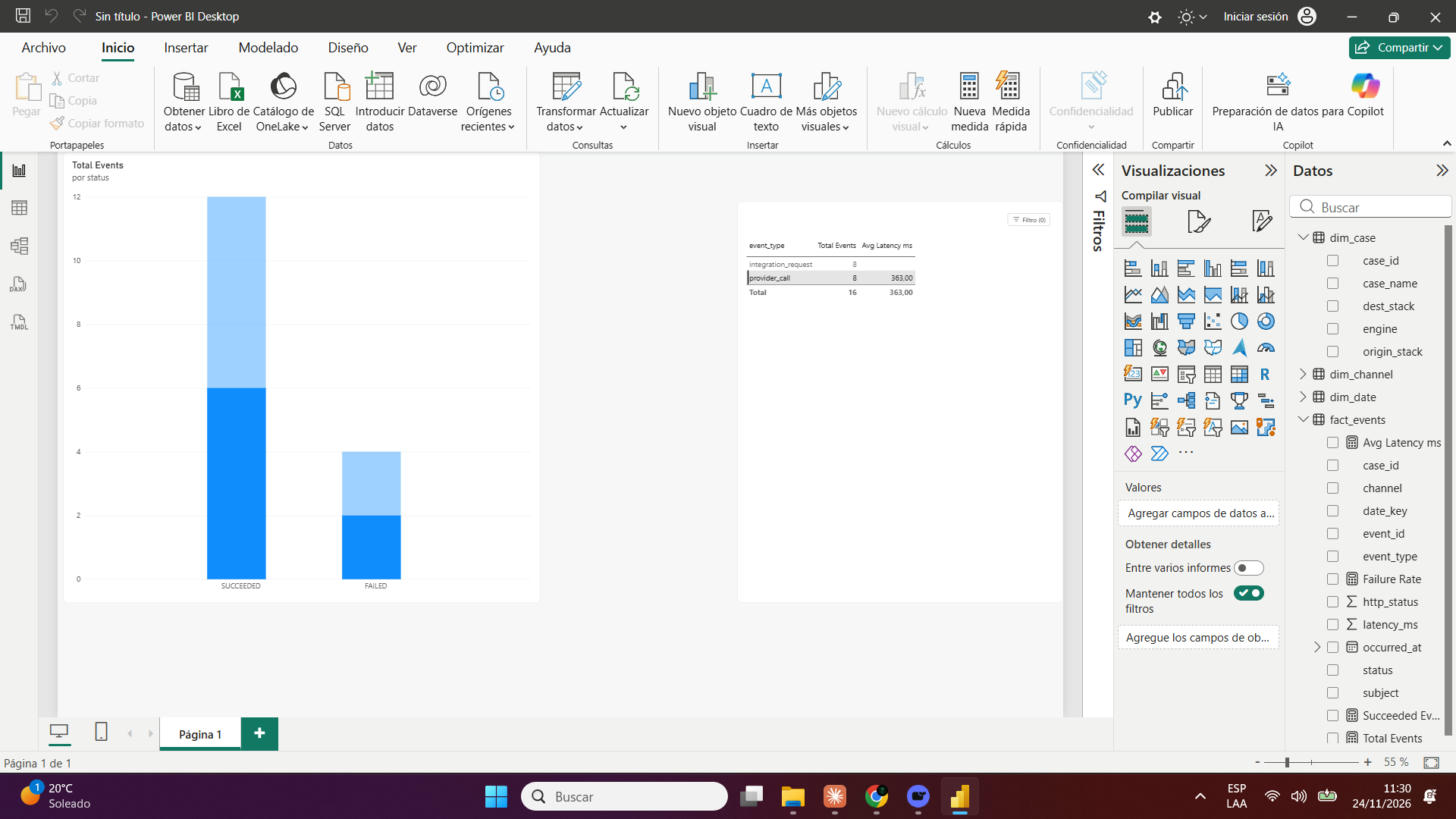 Sin título - Power BI Desktop
Iniciar sesión
Archivo Inicio Insertar Modelado Diseño Ver Optimizar Ayuda
Compartir
Pegar
Cortar
Copia
Copiar formato
Portapapeles
Obtener datos
Libro de Excel
Catálogo de OneLake
SQL Server
Introducir datos
Dataverse
Orígenes recientes
Datos
Transformar datos
Actualizar
Consultas
Nuevo objeto visual
Cuadro de texto
Más objetos visuales
Insertar
Nuevo cálculo visual
Nueva medida
Medida rápida
Cálculos
Confidencialidad
Confidencialidad
Publicar
Compartir
Preparación de datos para IA
Copilot
Copilot
DAX
TMDL
Total Events
por status
12
10
8
6
4
2
0
SUCCEEDED FAILED
Filtro (0)
event_type Total Events Avg Latency ms
integration_request 8
provider_call 8 363,00
Total 16 363,00
Filtros
Visualizaciones
Compilar visual
123
R
Py
Valores
Agregar campos de datos a...
Obtener detalles
Entre varios informes
Mantener todos los
filtros
Agregue los campos de ob...
Datos
Buscar
dim_case
case_id
case_name
dest_stack
engine
origin_stack
dim_channel
dim_date
fact_events
Avg Latency ms
case_id
channel
date_key
event_id
event_type
Failure Rate
http_status
latency_ms
occurred_at
status
subject
Succeeded Ev...
Total Events
Página 1
+
Página 1 de 1
- + 55 %
1
20°C
Soleado
Buscar
ESP
LAA
11:30
24/11/2026